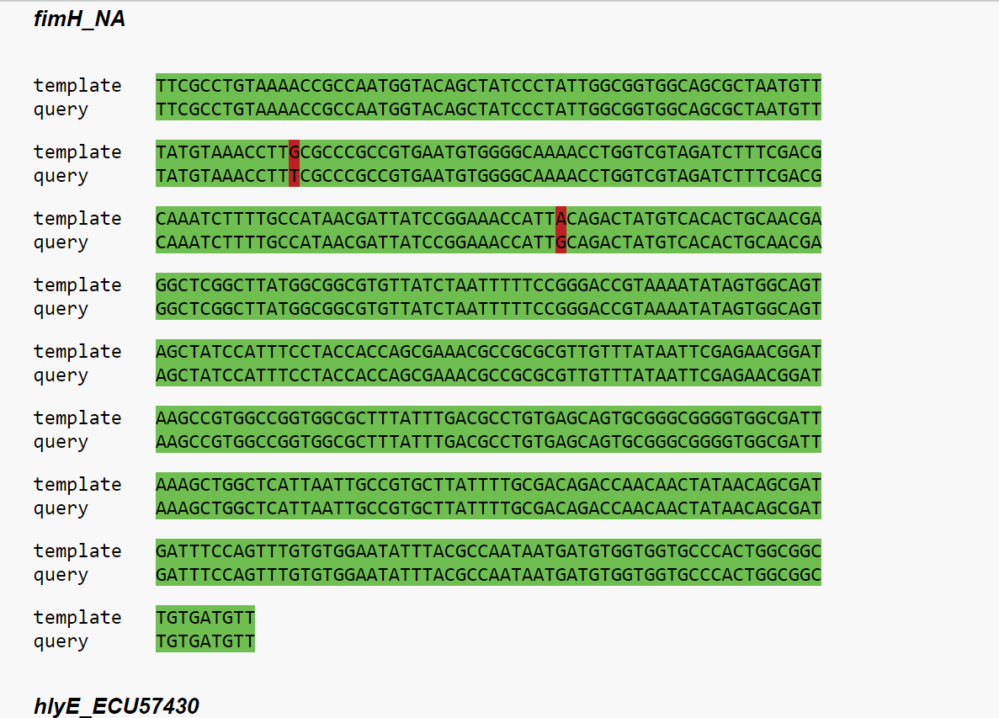 fimH_NA
template TTCGCCTGTAAAACCGCCAATGGTACAGCTATCCCTATTGGCGGTGGCAGCGCTAATGTT
query TTCGCCTGTAAAACCGCCAATGGTACAGCTATCCCTATTGGCGGTGGCAGCGCTAATGTT
template TATGTAAACCTTGCGCCCGCCGTGAATGTGGGGCAAAACCTGGTCGTAGATCTTTCGACG
query TATGTAAACCTTTCGCCCGCCGTGAATGTGGGGCAAAACCTGGTCGTAGATCTTTCGACG
template CAAATCTTTTGCCATAACGATTATCCGGAAACCATTACAGACTATGTCACACTGCAACGA
query CAAATCTTTTGCCATAACGATTATCCGGAAACCATTGCAGACTATGTCACACTGCAACGA
template GGCTCGGCTTATGGCGGCGTGTTATCTAATTTTTCCGGGACCGTAAAATATAGTGGCAGT
query GGCTCGGCTTATGGCGGCGTGTTATCTAATTTTTCCGGGACCGTAAAATATAGTGGCAGT
template AGCTATCCATTTCCTACCACCAGCGAAACGCCGCGCGTTGTTTATAATTCGAGAACGGAT
query AGCTATCCATTTCCTACCACCAGCGAAACGCCGCGCGTTGTTTATAATTCGAGAACGGAT
template AAGCCGTGGCCGGTGGCGCTTTATTTGACGCCTGTGAGCAGTGCGGGCGGGGTGGCGATT
query AAGCCGTGGCCGGTGGCGCTTTATTTGACGCCTGTGAGCAGTGCGGGCGGGGTGGCGATT
template AAAGCTGGCTCATTAATTGCCGTGCTTATTTTGCGACAGACCAACAACTATAACAGCGAT
query AAAGCTGGCTCATTAATTGCCGTGCTTATTTTGCGACAGACCAACAACTATAACAGCGAT
template GATTTCCAGTTTGTGTGGAATATTTACGCCAATAATGATGTGGTGGTGCCCACTGGCGGC
query GATTTCCAGTTTGTGTGGAATATTTACGCCAATAATGATGTGGTGGTGCCCACTGGCGGC
template TGTGATGTT
query TGTGATGTT
hlyE_ECU57430